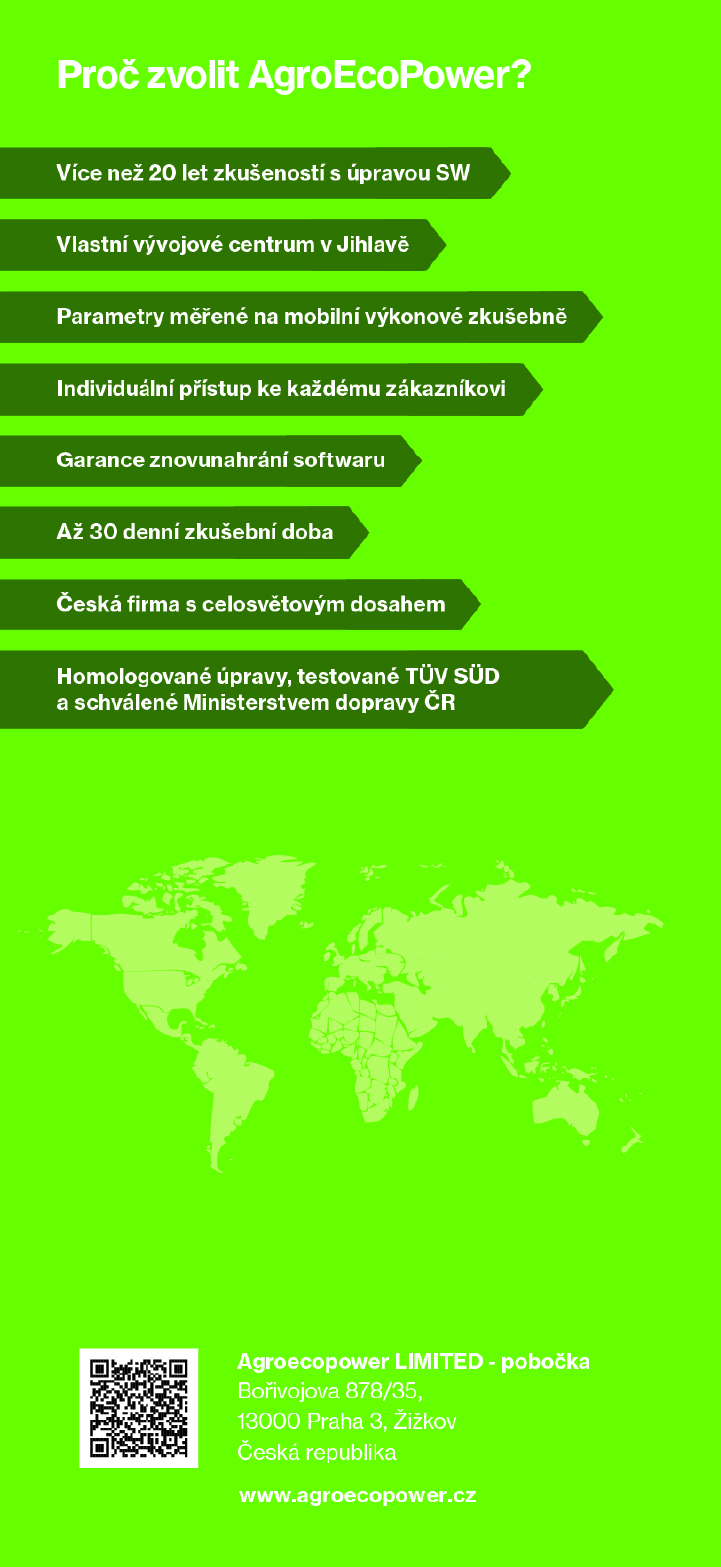 Proč zvolit AgroEcoPower?
Více než 20 let zkušeností s úpravou SW
Vlastní vývojové centrum v Jihlavě
Parametry měřené na mobilní výkonové zkušebně
Individuální přístup ke každému zákazníkovi
Garance znovunahrání softwaru
Až 30 denní zkušební doba
Česká firma s celosvětovým dosahem
Homologované úpravy, testované TÜV SÜD
a schválené Ministerstvem dopravy ČR
Agroecopower LIMITED - pobočka
Bořivojova 878/35,
13000 Praha 3, Žižkov
Česká republika
www.agroecopower.cz